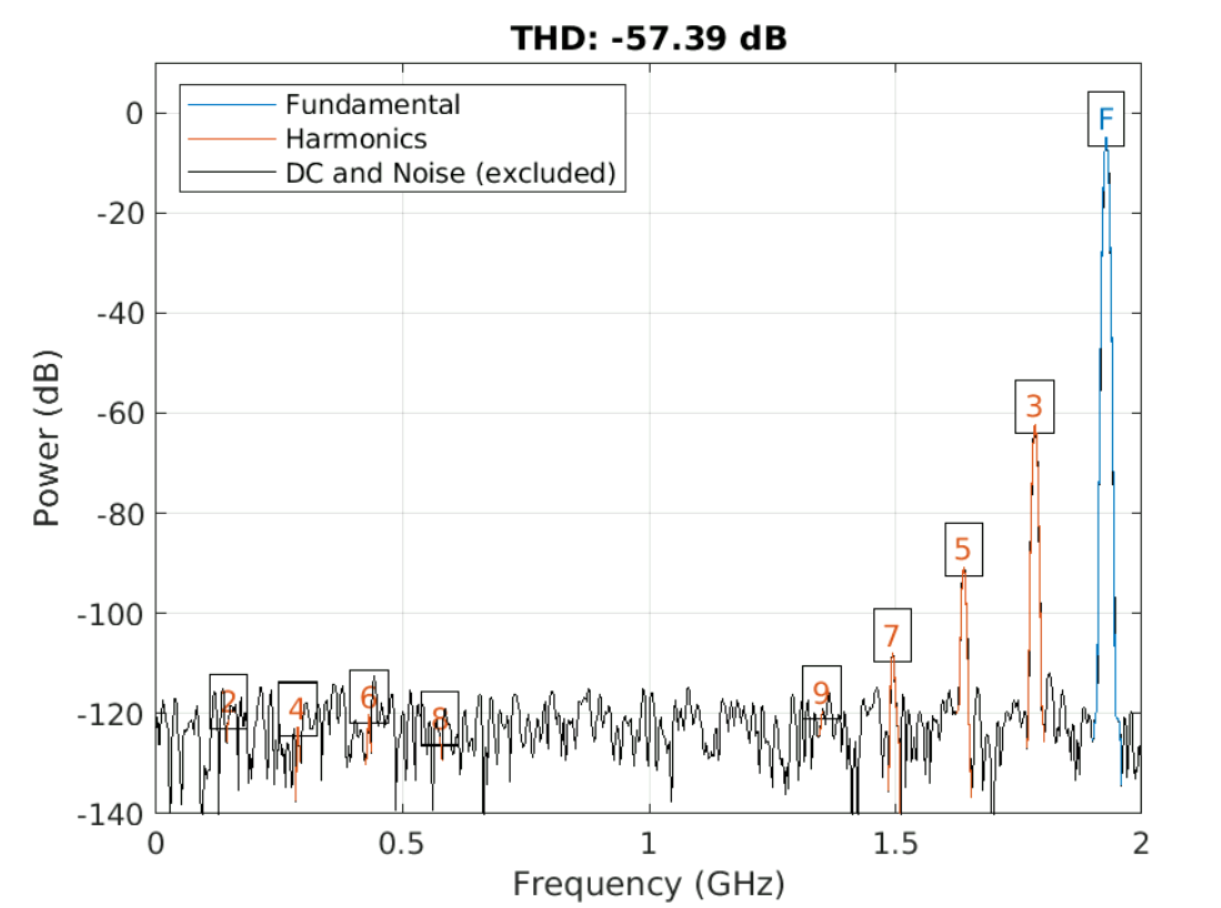 THD: -57.39 dB
Fundamental
Harmonics
DC and Noise (excluded)
F
3
5
7
2
4
6
8
9
0
-20
-40
-60
-80
-100
-120
-140
Power (dB)
0 0.5 1 1.5 2
Frequency (GHz)